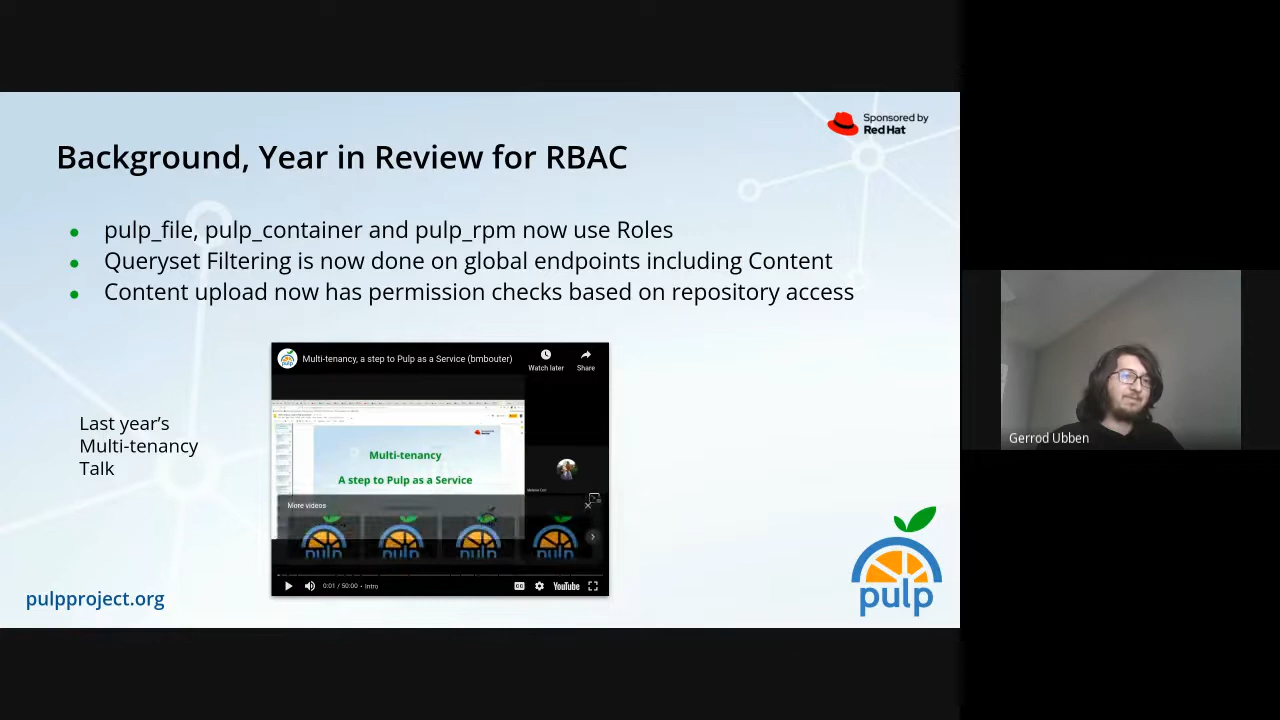 Sponsored by
Red Hat
Background, Year in Review for RBAC
pulp_file, pulp_container and pulp_rpm now use Roles
Queryset Filtering is now done on global endpoints including Content
Content upload now has permission checks based on repository access
Last year's
Multi-tenancy
Talk
pulp
Multi-tenancy, a step to Pulp as a Service (bmbouter)
Watch later
Share
Multi-tenancy
A step to Pulp as a Service
More videos
pulp
pulp
pulp
pulp
0:01 / 50:00 • Intro
CC
YouTube
Gerrod Ubben
pulpproject.org
pulp